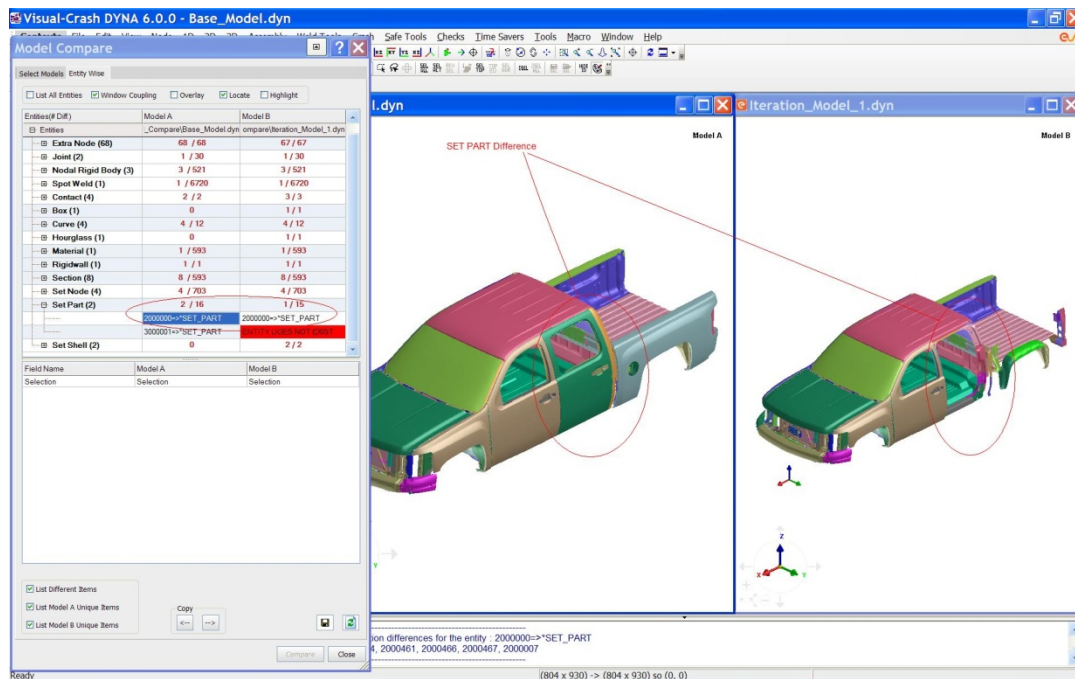 Visual-Crash DYNA 6.0.0 - Base_Model.dyn
Safe Tools Checks Time Savers Tools Macro Window Help
Model Compare
Select Models Entity Wise
List All Entities Window Coupling Overlay Locate Highlight
Entities(# Diff.) Model A Model B
Entities _Compare\Base_Model.dyn ompare\Iteration_Model_1.dyn
Extra Node (68) 68 / 68 67 / 67
Joint (2) 1 / 30 1 / 30
Nodal Rigid Body (3) 3 / 521 3 / 521
Spot Weld (1) 1 / 6720 1 / 6720
Contact (4) 2 / 2 3 / 3
Box (1) 0 1 / 1
Curve (4) 4 / 12 4 / 12
Hourglass (1) 0 1 / 1
Material (1) 1 / 593 1 / 593
Rigidwall (1) 1 / 1 1 / 1
Section (8) 8 / 593 8 / 593
Set Node (4) 4 / 703 4 / 703
Set Part (2) 2 / 16 1 / 15
2000000=>*SET_PART 2000000=>*SET_PART
3000001=>*SET_PART ENTITY DOES NOT EXIST
Set Shell (2) 0 2 / 2
Field Name Model A Model B
Selection Selection Selection
List Different Items
List Model A Unique Items
List Model B Unique Items
Copy
<-- -->
Compare Close
l.dyn
Model A
SET PART Difference
Iteration_Model_1.dyn
Model B
Z
X Y
Y
on differences for the entity : 2000000=>*SET_PART
4, 2000461, 2000466, 2000467, 2000007
Ready (804 x 930) -> (804 x 930) so (0, 0)